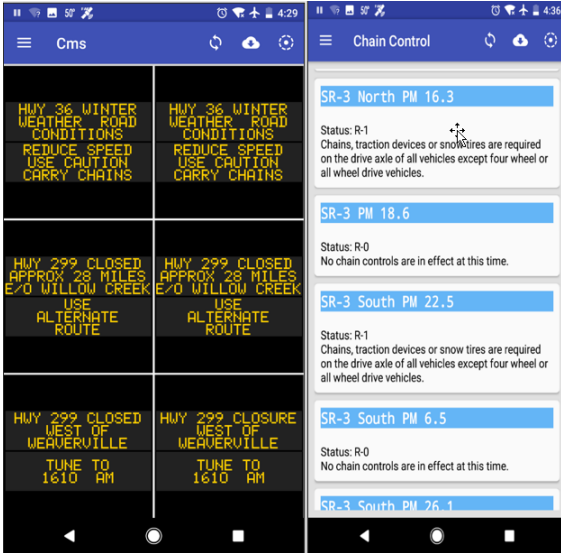 50°
4:29
Cms
HWY 36 WINTER
WEATHER ROAD
CONDITIONS
REDUCE SPEED
USE CAUTION
CARRY CHAINS
HWY 36 WINTER
WEATHER ROAD
CONDITIONS
REDUCE SPEED
USE CAUTION
CARRY CHAINS
HWY 299 CLOSED
APPROX 28 MILES
E/O WILLOW CREEK
USE
ALTERNATE
ROUTE
HWY 299 CLOSED
APPROX 28 MILES
E/O WILLOW CREEK
USE
ALTERNATE
ROUTE
HWY 299 CLOSED
WEST OF
WEAVERVILLE
TUNE TO
1610 AM
HWY 299 CLOSURE
WEST OF
WEAVERVILLE
TUNE TO
1610 AM
50°
4:36
Chain Control
SR-3 North PM 16.3
Status: R-1
Chains, traction devices or snow tires are required
on the drive axle of all vehicles except four wheel or
all wheel drive vehicles.
SR-3 PM 18.6
Status: R-0
No chain controls are in effect at this time.
SR-3 South PM 22.5
Status: R-1
Chains, traction devices or snow tires are required
on the drive axle of all vehicles except four wheel or
all wheel drive vehicles.
SR-3 South PM 6.5
Status: R-0
No chain controls are in effect at this time.
SR-3 South PM 26.1